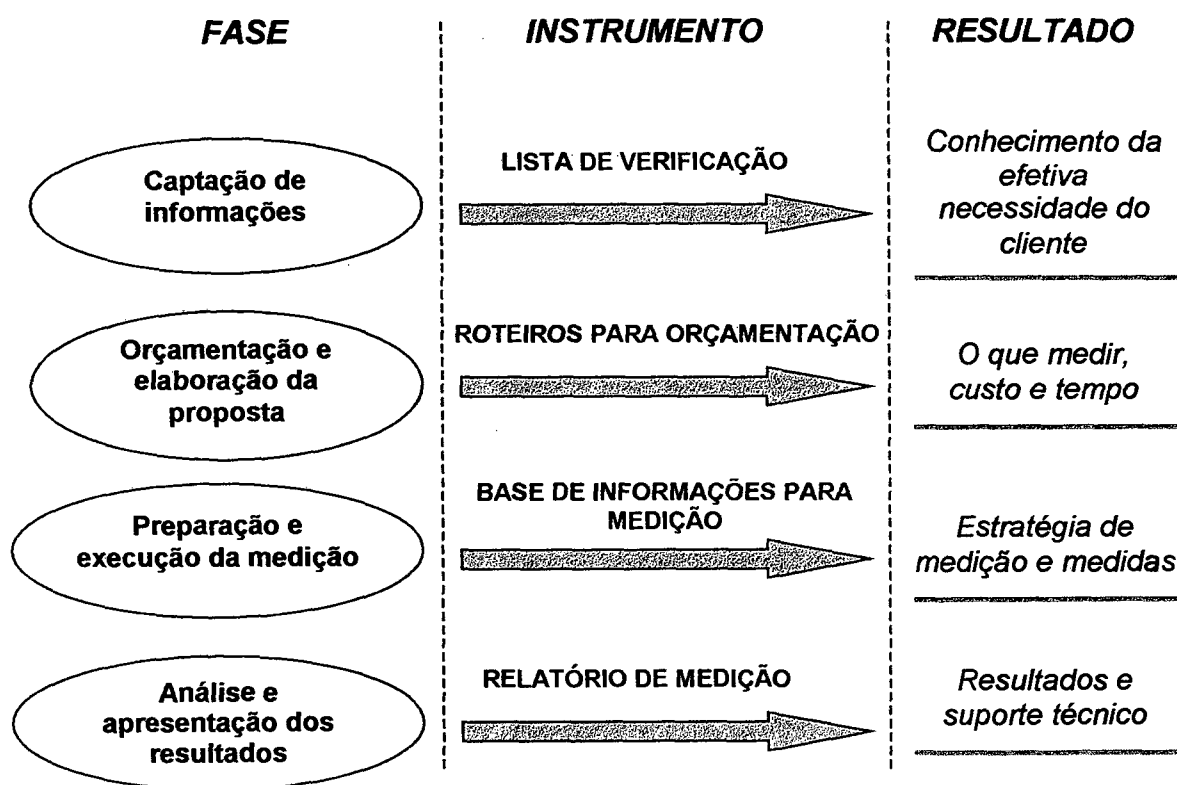 FASE
INSTRUMENTO
RESULTADO
Captação de
informações
LISTA DE VERIFICAÇÃO
Conhecimento da
efetiva
necessidade do
cliente
Orçamentação e
elaboração da
proposta
ROTEIROS PARA ORÇAMENTAÇÃO
O que medir,
custo e tempo
Preparação e
execução da medição
BASE DE INFORMAÇÕES PARA
MEDIÇÃO
Estratégia de
medição e medidas
Análise e
apresentação dos
resultados
RELATÓRIO DE MEDIÇÃO
Resultados e
suporte técnico